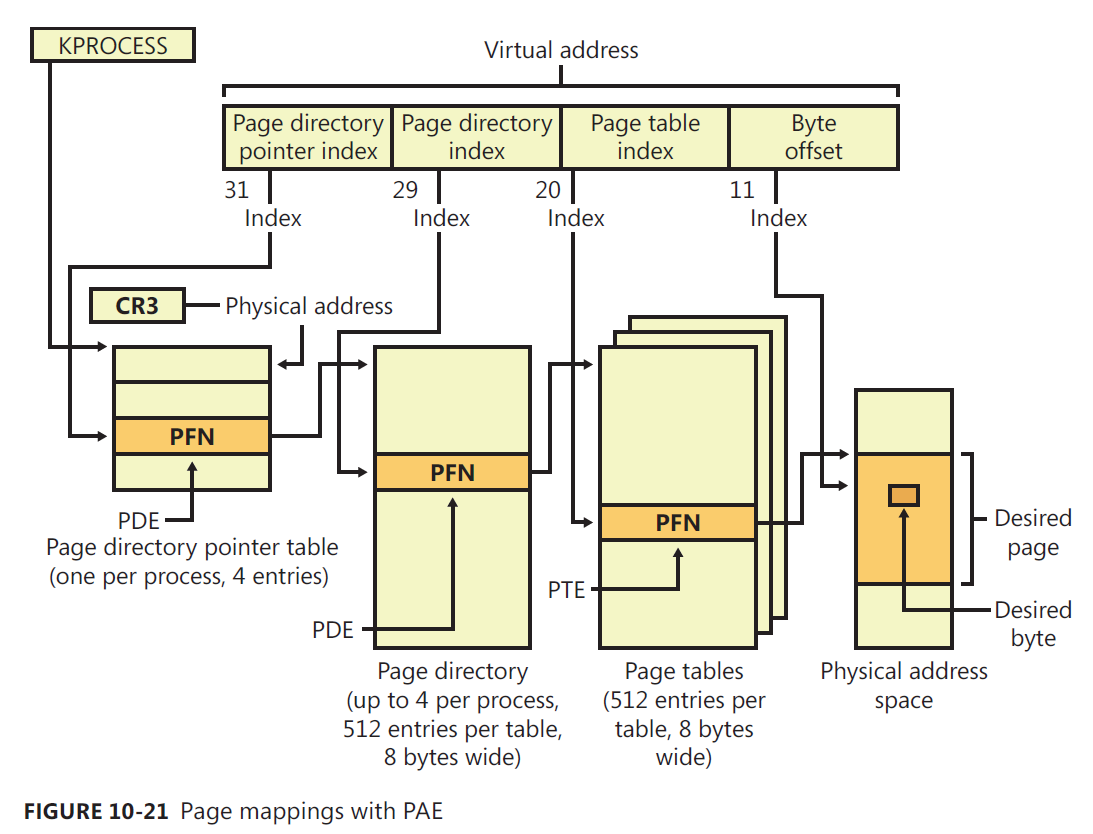 KPROCESS
Virtual address
Page directory
pointer index
Page directory
index
Page table
index
Byte
offset
31
29
20
11
Index
Index
Index
Index
CR3
Physical address
PFN
PDE
Page directory pointer table
(one per process, 4 entries)
PFN
PDE
Page directory
(up to 4 per process,
512 entries per table,
8 bytes wide)
PFN
PTE
Page tables
(512 entries per
table, 8 bytes
wide)
Desired
page
Desired
byte
Physical address
space
FIGURE 10-21 Page mappings with PAE